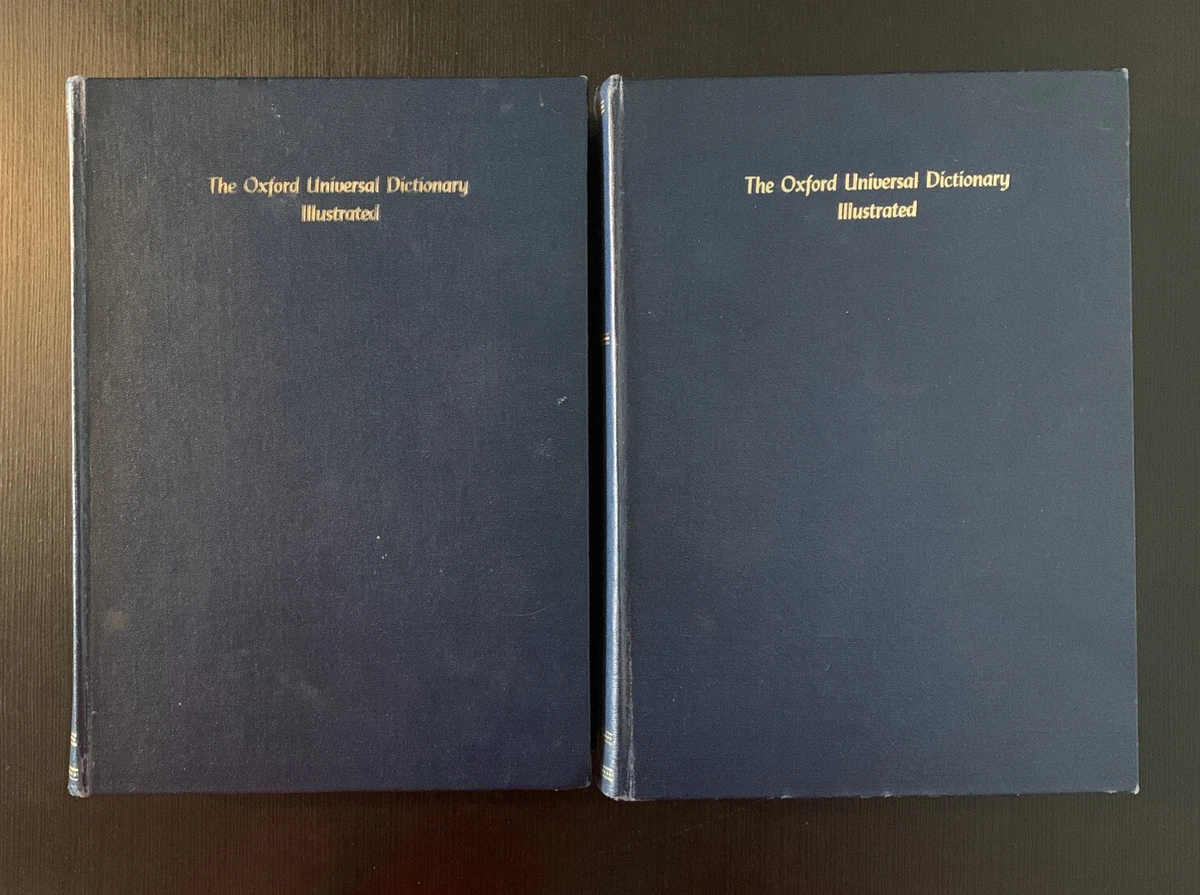 The Oxford Universal Dictionary
Illustrated
The Oxford Universal Dictionary
Illustrated